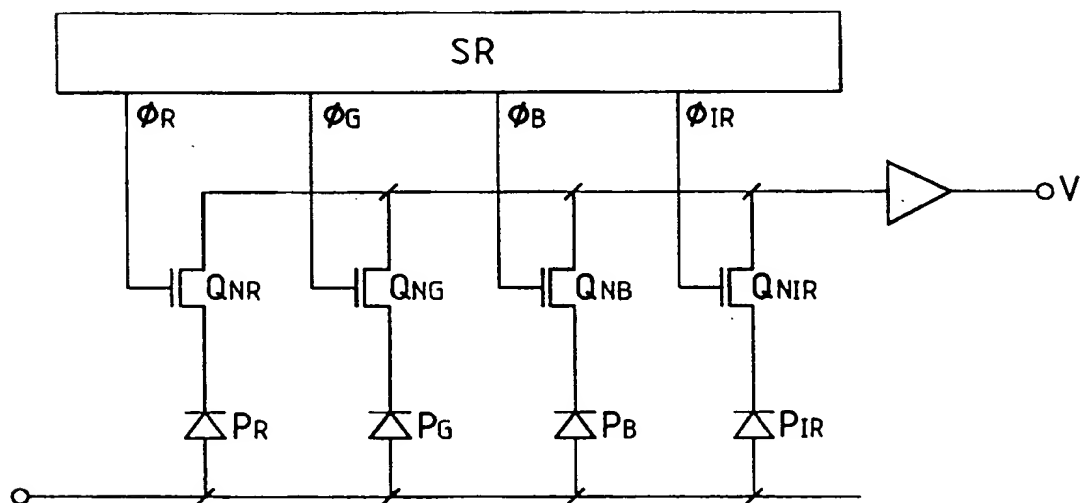 SR
ϕR ϕG ϕB ϕIR
V
QNR QNG QNB QNIR
PR PG PB PIR